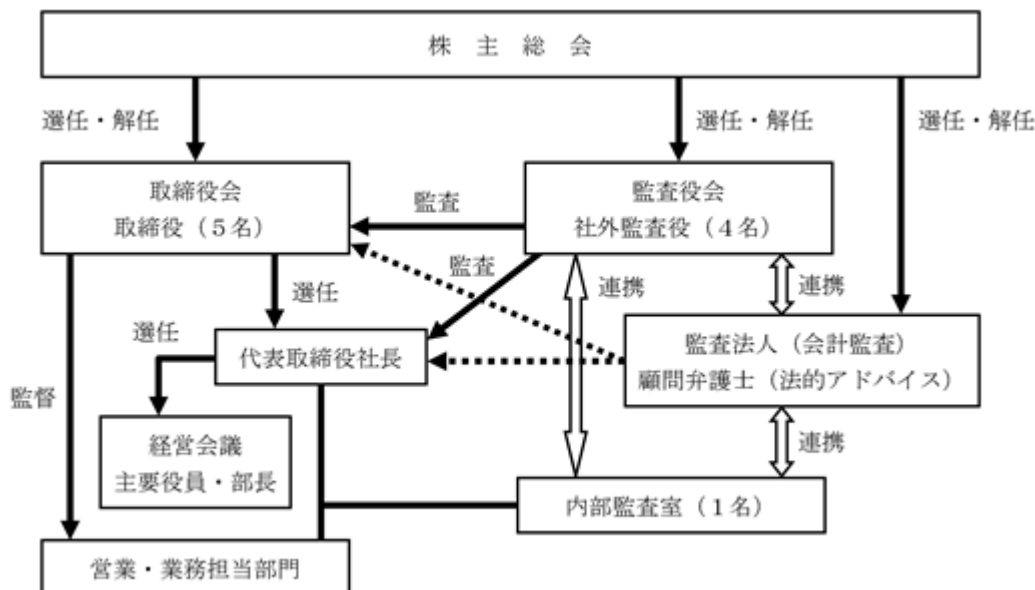 株主総会
選任・解任
選任・解任
選任・解任
取締役会
取締役（5名）
監査
監査役会
社外監査役（4名）
監査
選任
連携
連携
選任
代表取締役社長
監査法人（会計監査）
顧問弁護士（法的アドバイス）
監督
経営会議
主要役員・部長
連携
内部監査室（1名）
営業・業務担当部門